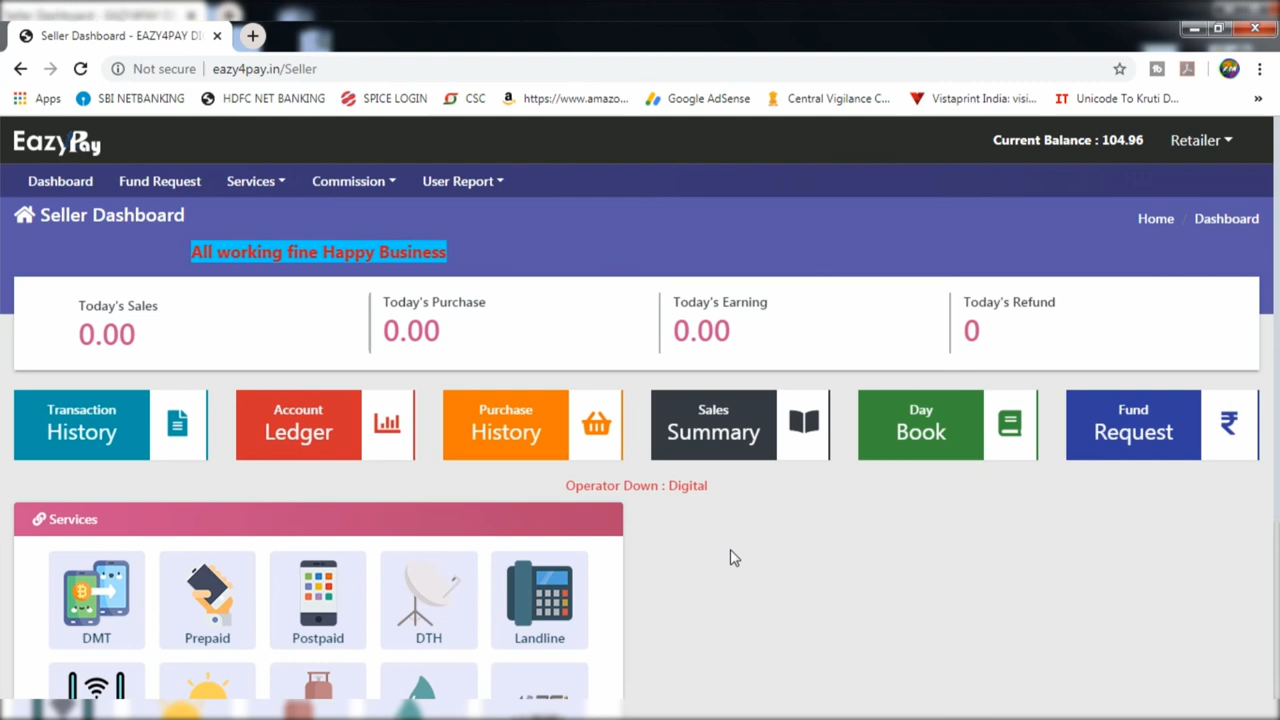 Seller Dashboard - EAZY4PAY DI
Not secure eazy4pay.in/Seller
Apps SBI NETBANKING HDFC NET BANKING SPICE LOGIN CSC https://www.amazo... Google AdSense Central Vigilance C... Vistaprint India: visi... IT Unicode To Kruti D... »
EazyPay Current Balance : 104.96 Retailer
Dashboard Fund Request Services Commission User Report
Seller Dashboard Home / Dashboard
All working fine Happy Business
Today's Sales Today's Purchase Today's Earning Today's Refund
0.00 0.00 0.00 0
Transaction Account Purchase Sales Day Fund
History Ledger History Summary Book Request
Operator Down : Digital
Services
DMT Prepaid Postpaid DTH Landline